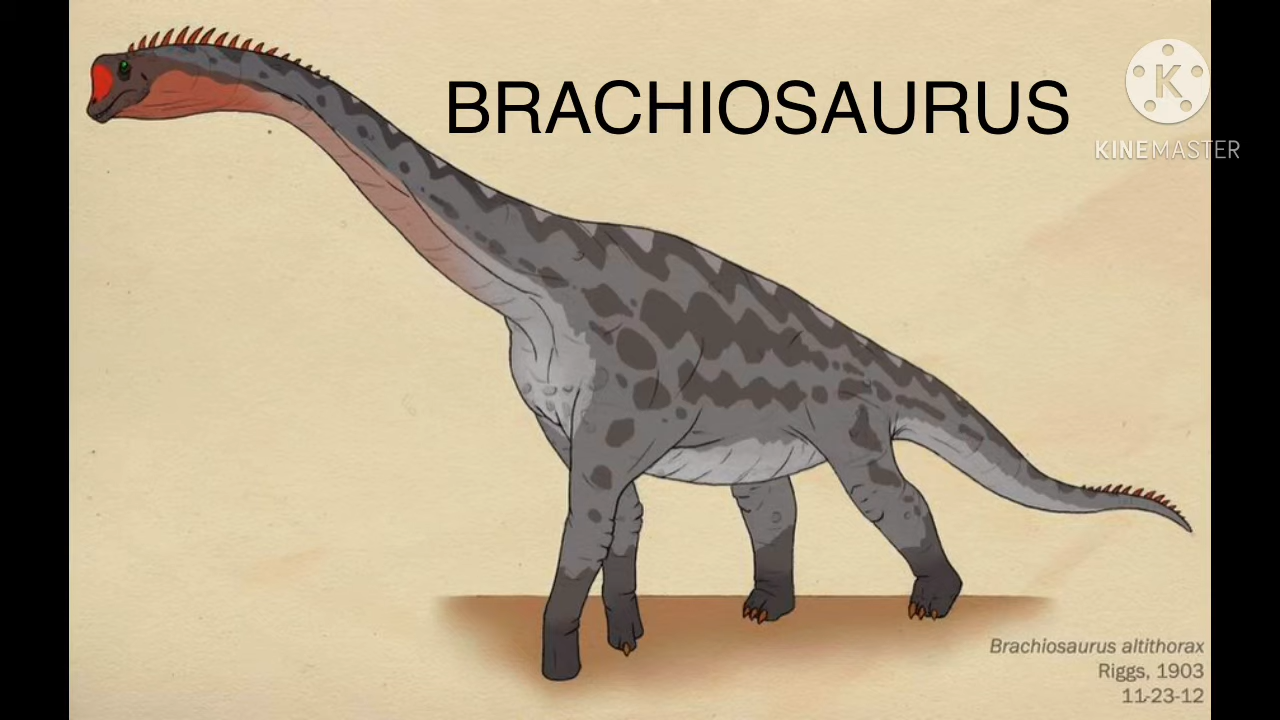 BRACHIOSAURUS
K
KINEMASTER
Brachiosaurus altithorax
Riggs, 1903
11-23-12